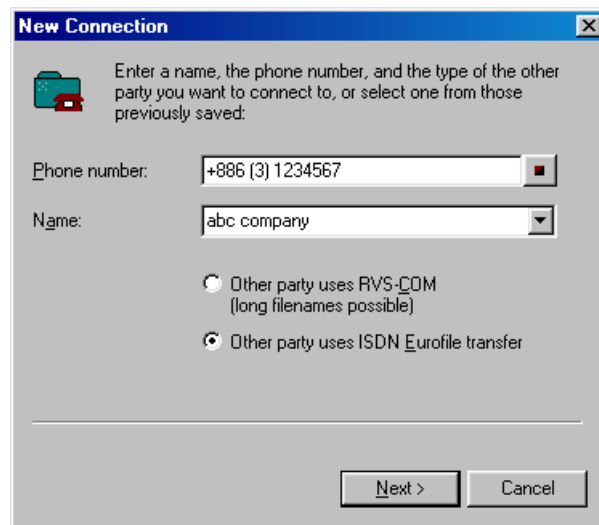 New Connection
Enter a name, the phone number, and the type of the other
party you want to connect to, or select one from those
previously saved:
Phone number:
+886 (3) 1234567
Name:
abc company
Other party uses RVS-COM
(long filenames possible)
Other party uses ISDN Eurofile transfer
Next >
Cancel